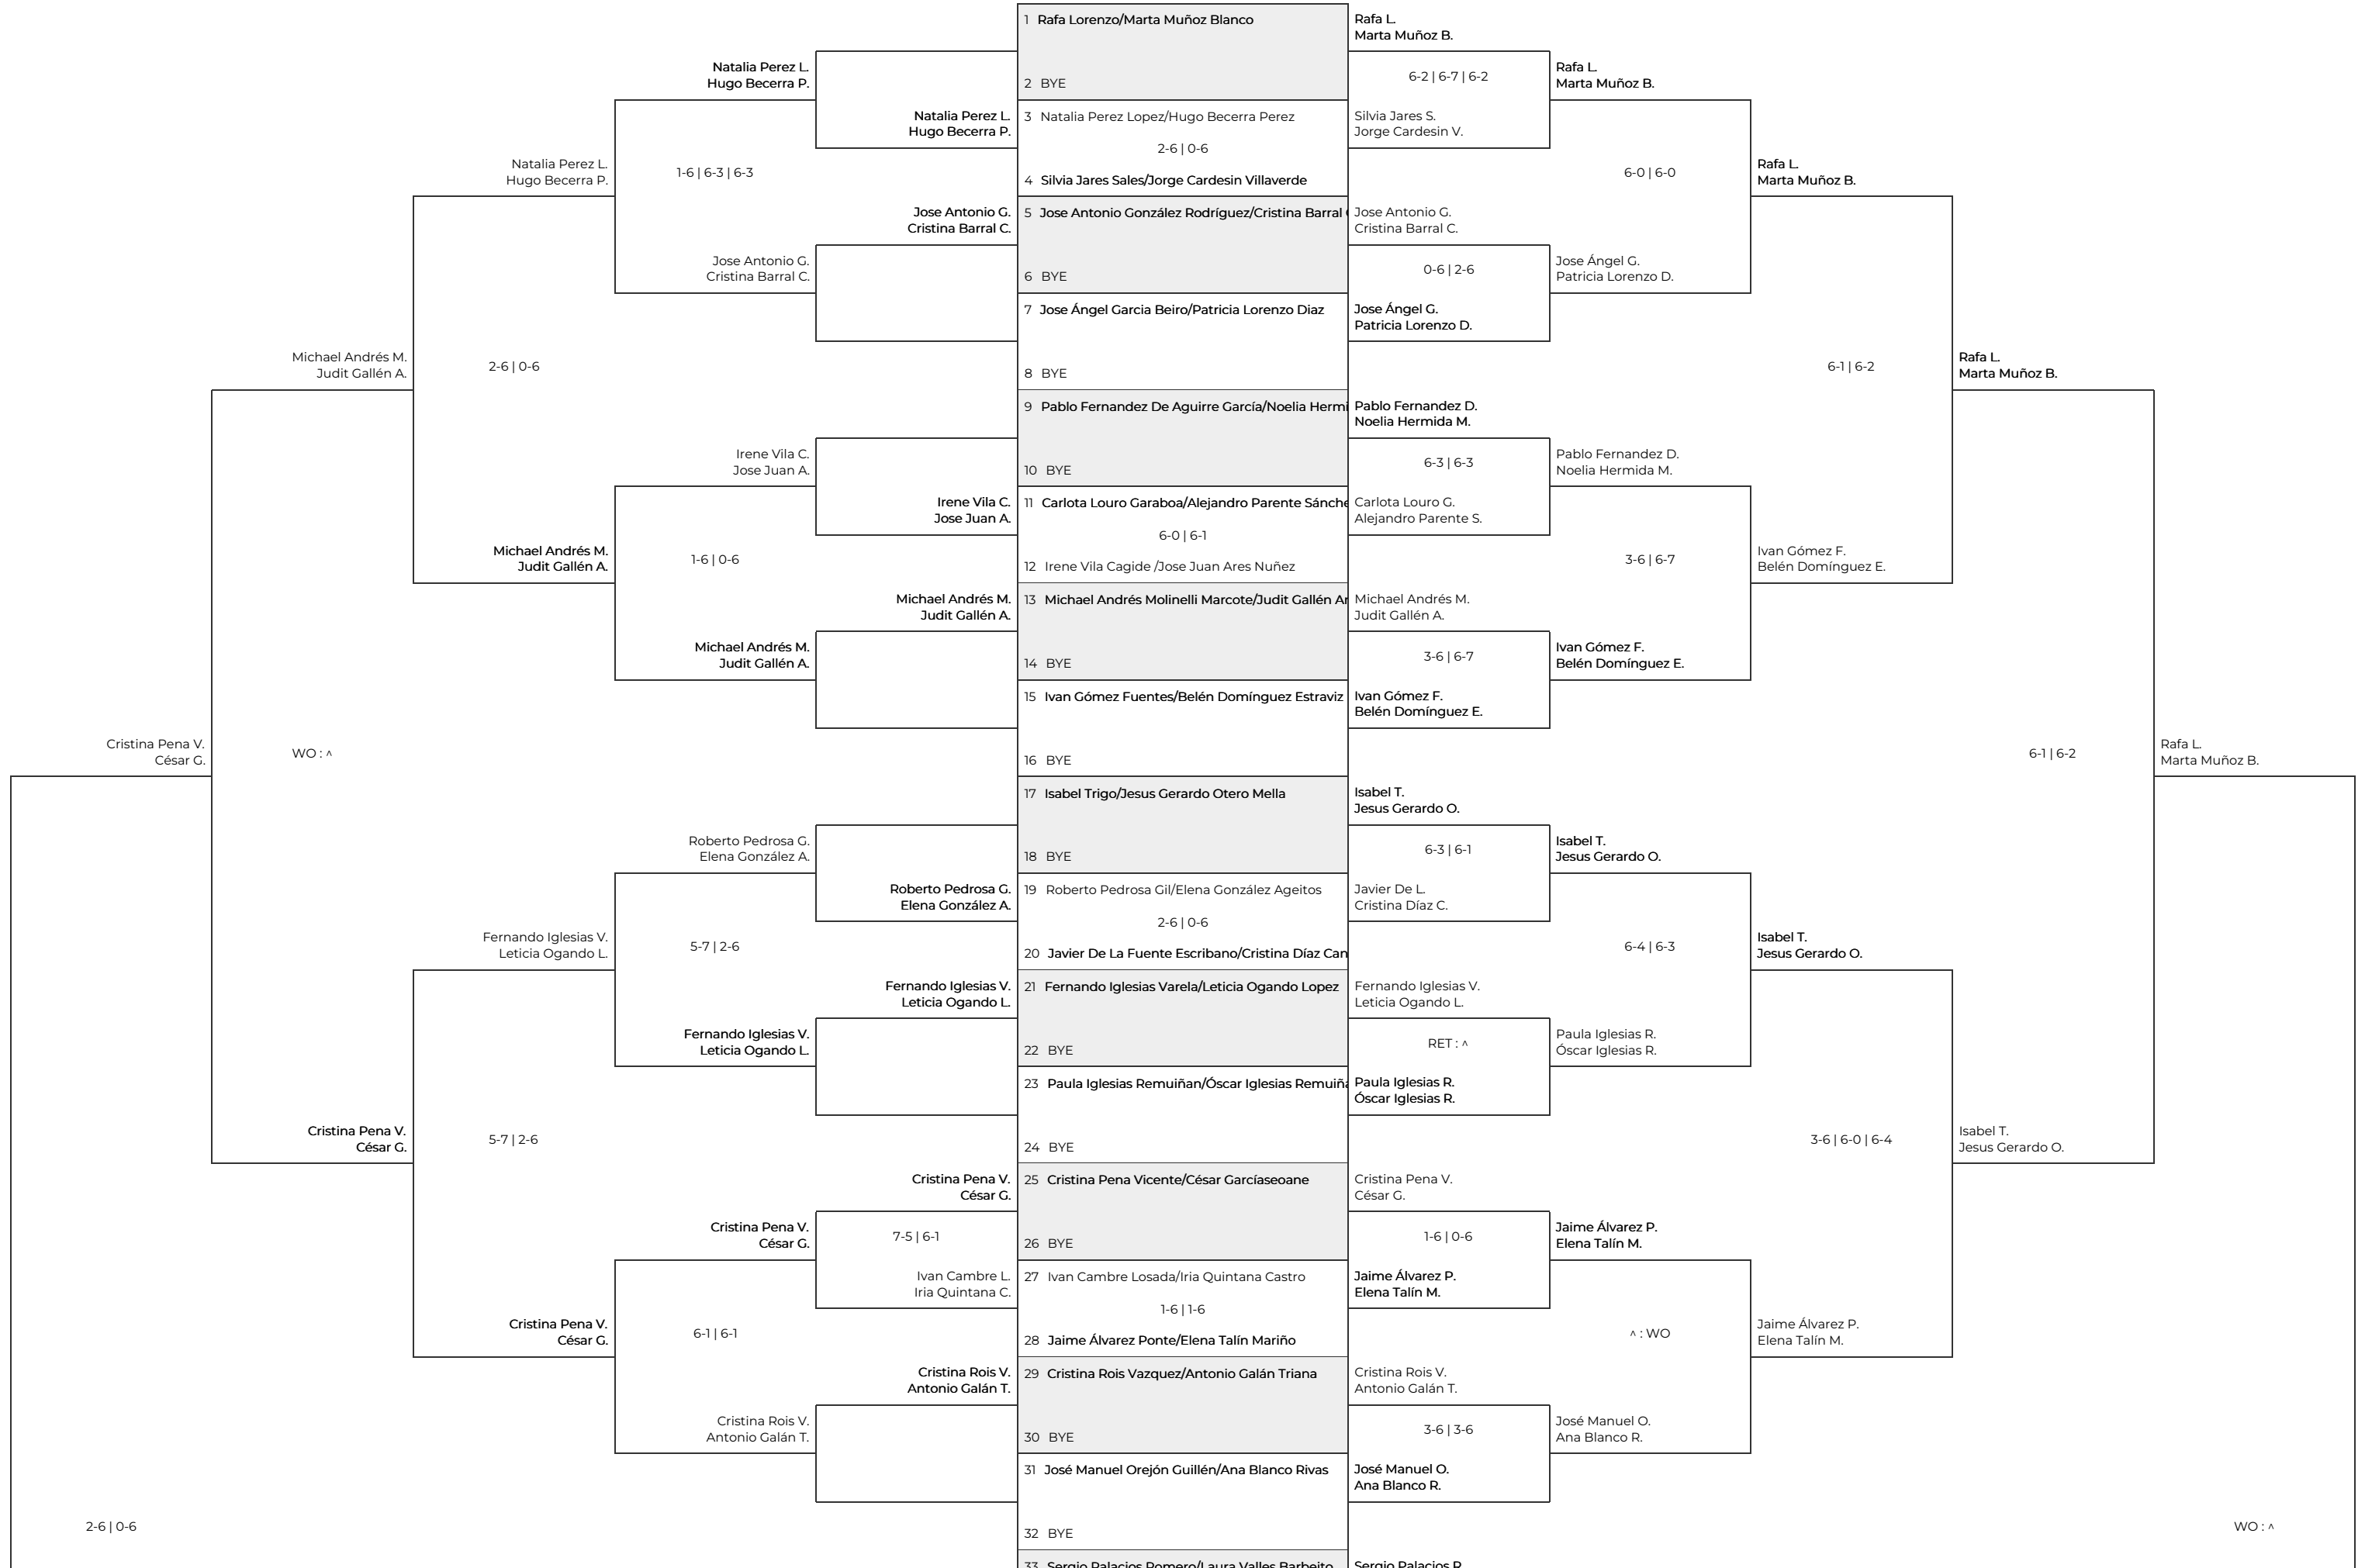 1 Rafa Lorenzo/Marta Muñoz Blanco
Rafa L.
Marta Muñoz B.
Natalia Perez L.
Hugo Becerra P.
2 BYE
6-2 | 6-7 | 6-2
Rafa L.
Marta Muñoz B.
Natalia Perez L.
Hugo Becerra P.
3 Natalia Perez Lopez/Hugo Becerra Perez
2-6 | 0-6
Silvia Jares S.
Jorge Cardesin V.
Natalia Perez L.
Hugo Becerra P.
1-6 | 6-3 | 6-3
4 Silvia Jares Sales/Jorge Cardesin Villaverde
6-0 | 6-0
Rafa L.
Marta Muñoz B.
Jose Antonio G.
Cristina Barral C.
5 Jose Antonio González Rodríguez/Cristina Barral
Jose Antonio G.
Cristina Barral C.
Jose Antonio G.
Cristina Barral C.
6 BYE
0-6 | 2-6
Jose Ángel G.
Patricia Lorenzo D.
7 Jose Ángel Garcia Beiro/Patricia Lorenzo Diaz
Jose Ángel G.
Patricia Lorenzo D.
Michael Andrés M.
Judit Gallén A.
2-6 | 0-6
8 BYE
6-1 | 6-2
Rafa L.
Marta Muñoz B.
9 Pablo Fernandez De Aguirre García/Noelia Hermi
Pablo Fernandez D.
Noelia Hermida M.
Irene Vila C.
Jose Juan A.
10 BYE
6-3 | 6-3
Pablo Fernandez D.
Noelia Hermida M.
Irene Vila C.
Jose Juan A.
11 Carlota Louro Garaboa/Alejandro Parente Sánche
6-0 | 6-1
Carlota Louro G.
Alejandro Parente S.
Michael Andrés M.
Judit Gallén A.
1-6 | 0-6
12 Irene Vila Cagide /Jose Juan Ares Nuñez
3-6 | 6-7
Ivan Gómez F.
Belén Domínguez E.
Michael Andrés M.
Judit Gallén A.
13 Michael Andrés Molinelli Marcote/Judit Gallén Ar
Michael Andrés M.
Judit Gallén A.
Michael Andrés M.
Judit Gallén A.
14 BYE
3-6 | 6-7
Ivan Gómez F.
Belén Domínguez E.
15 Ivan Gómez Fuentes/Belén Domínguez Estraviz
Ivan Gómez F.
Belén Domínguez E.
Cristina Pena V.
César G.
WO : ^
16 BYE
6-1 | 6-2
Rafa L.
Marta Muñoz B.
17 Isabel Trigo/Jesus Gerardo Otero Mella
Isabel T.
Jesus Gerardo O.
Roberto Pedrosa G.
Elena González A.
18 BYE
6-3 | 6-1
Isabel T.
Jesus Gerardo O.
Roberto Pedrosa G.
Elena González A.
19 Roberto Pedrosa Gil/Elena González Ageitos
2-6 | 0-6
Javier De L.
Cristina Díaz C.
Fernando Iglesias V.
Leticia Ogando L.
5-7 | 2-6
20 Javier De La Fuente Escribano/Cristina Díaz Can
6-4 | 6-3
Isabel T.
Jesus Gerardo O.
Fernando Iglesias V.
Leticia Ogando L.
21 Fernando Iglesias Varela/Leticia Ogando Lopez
Fernando Iglesias V.
Leticia Ogando L.
Fernando Iglesias V.
Leticia Ogando L.
22 BYE
RET : ^
Paula Iglesias R.
Óscar Iglesias R.
23 Paula Iglesias Remuiñan/Óscar Iglesias Remuiña
Paula Iglesias R.
Óscar Iglesias R.
Cristina Pena V.
César G.
5-7 | 2-6
24 BYE
3-6 | 6-0 | 6-4
Isabel T.
Jesus Gerardo O.
Cristina Pena V.
César G.
25 Cristina Pena Vicente/César Garcíaseoane
Cristina Pena V.
César G.
Cristina Pena V.
César G.
7-5 | 6-1
26 BYE
1-6 | 0-6
Jaime Álvarez P.
Elena Talín M.
Ivan Cambre L.
Iria Quintana C.
27 Ivan Cambre Losada/Iria Quintana Castro
1-6 | 1-6
Jaime Álvarez P.
Elena Talín M.
Cristina Pena V.
César G.
6-1 | 6-1
28 Jaime Álvarez Ponte/Elena Talín Mariño
^ : WO
Jaime Álvarez P.
Elena Talín M.
Cristina Rois V.
Antonio Galán T.
29 Cristina Rois Vazquez/Antonio Galán Triana
Cristina Rois V.
Antonio Galán T.
Cristina Rois V.
Antonio Galán T.
30 BYE
3-6 | 3-6
José Manuel O.
Ana Blanco R.
31 José Manuel Orejón Guillén/Ana Blanco Rivas
José Manuel O.
Ana Blanco R.
2-6 | 0-6
32 BYE
WO : ^
33 Sergio Palacios Romero/Laura Valles Barbeito
Sergio Palacios R.